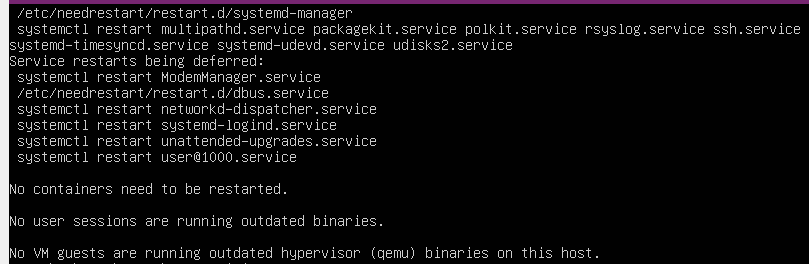 /etc/needrestart/restart.d/systemd-manager
systemctl restart multipathd.service packagekit.service polkit.service rsyslog.service ssh.service
systemd-timesyncd.service systemd-udevd.service udisks2.service
Service restarts being deferred:
systemctl restart ModemManager.service
/etc/needrestart/restart.d/dbus.service
systemctl restart networkd-dispatcher.service
systemctl restart systemd-logind.service
systemctl restart unattended-upgrades.service
systemctl restart user@1000.service
No containers need to be restarted.
No user sessions are running outdated binaries.
No VM guests are running outdated hypervisor (qemu) binaries on this host.